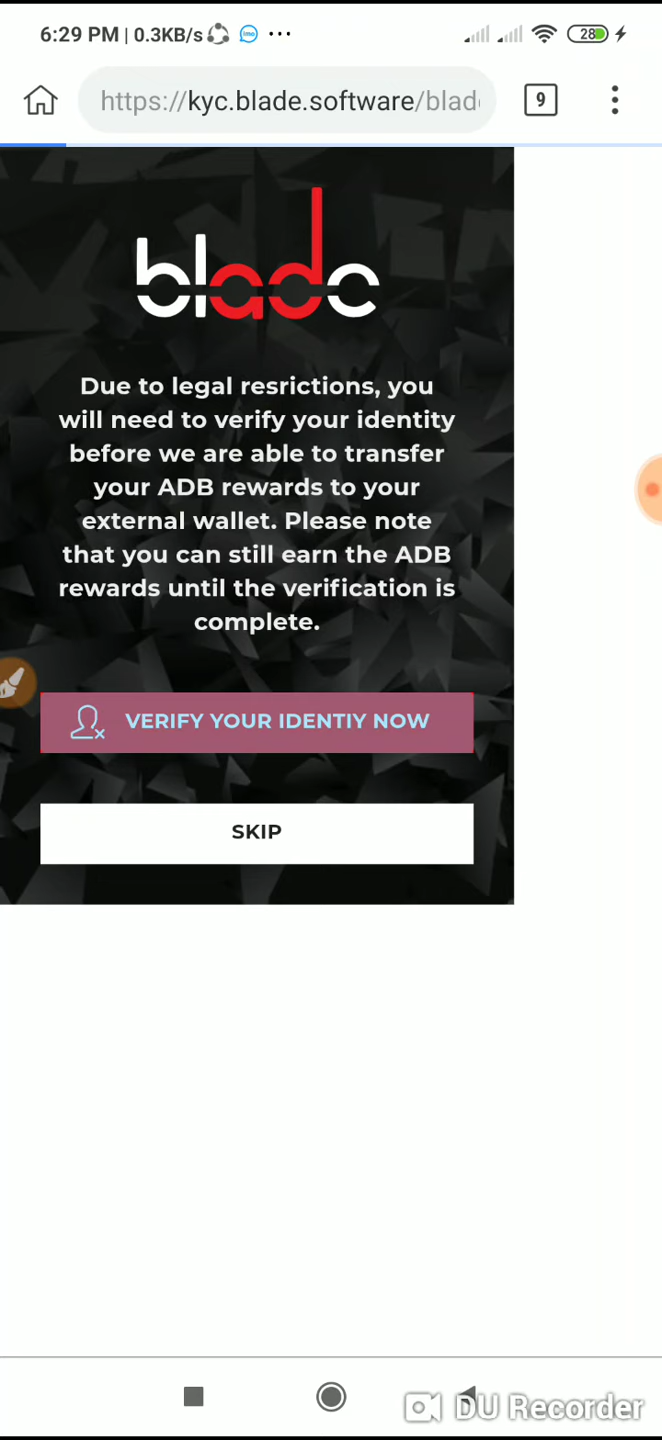 6:29 PM | 0.3KB/s
28
https://kyc.blade.software/blad
9
blade
Due to legal resrictions, you
will need to verify your identity
before we are able to transfer
your ADB rewards to your
external wallet. Please note
that you can still earn the ADB
rewards until the verification is
complete.
VERIFY YOUR IDENTIY NOW
SKIP
DU Recorder